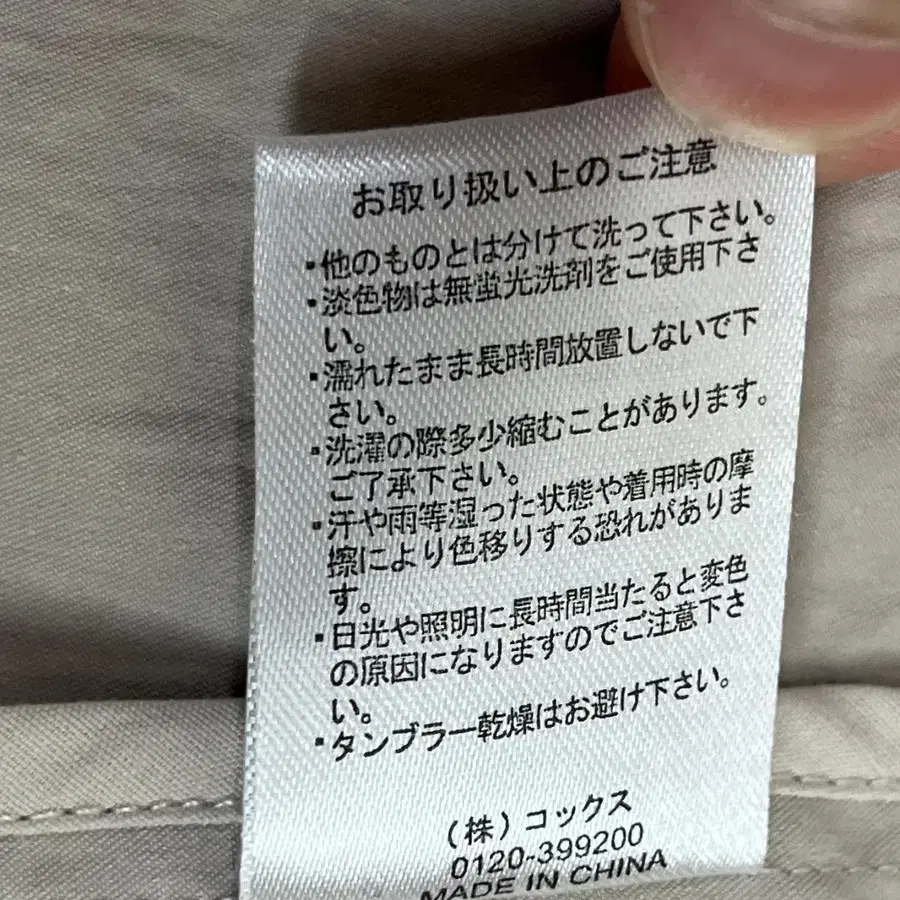 お取り扱い上のご注意
・他のものとは分けて洗って下さい。
・淡色物は無蛍光洗剤をご使用下さ
い。
・濡れたまま長時間放置しないで下
さい。
・洗濯の際多少縮むことがあります。
ご了承下さい。
・汗や雨等湿った状態や着用時の摩
擦により色移りする恐れがありま
す。
・日光や照明に長時間当たると変色
の原因になりますのでご注意下さ
い。
・タンブラー乾燥はお避け下さい。
(株)コックス
0120-399200
MADE IN CHINA